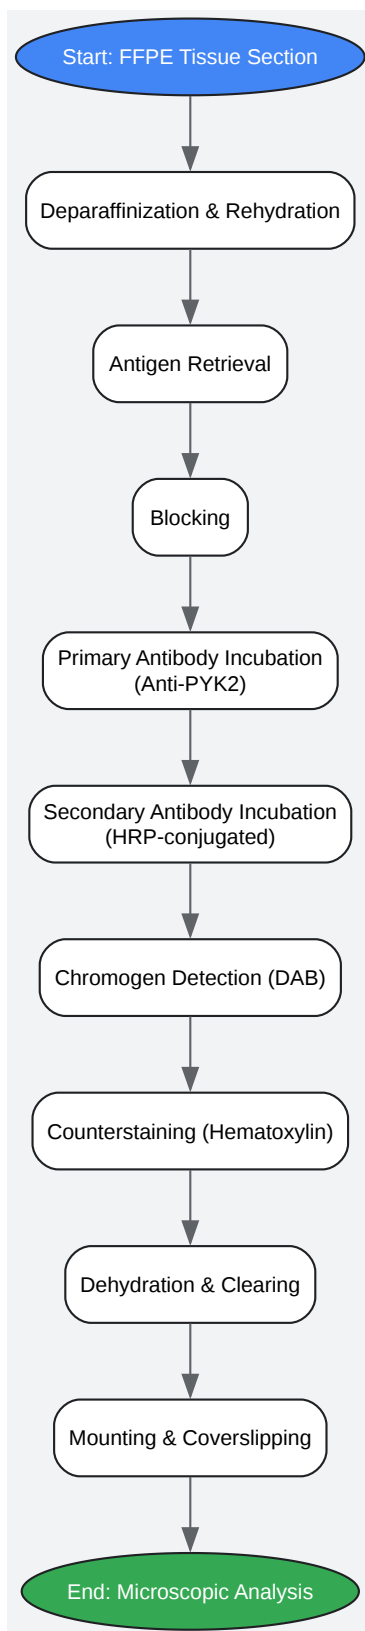 Start: FFPE Tissue Section
Deparaffinization & Rehydration
Antigen Retrieval
Blocking
Primary Antibody Incubation
(Anti-PYK2)
Secondary Antibody Incubation
(HRP-conjugated)
Chromogen Detection (DAB)
Counterstaining (Hematoxylin)
Dehydration & Clearing
Mounting & Coverslipping
End: Microscopic Analysis